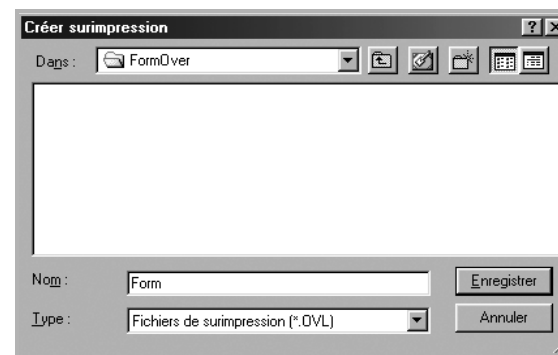 Créer surimpression
Dans : FormOver
Nom : Form Enregistrer
Type : Fichiers de surimpression (*.OVL) Annuler